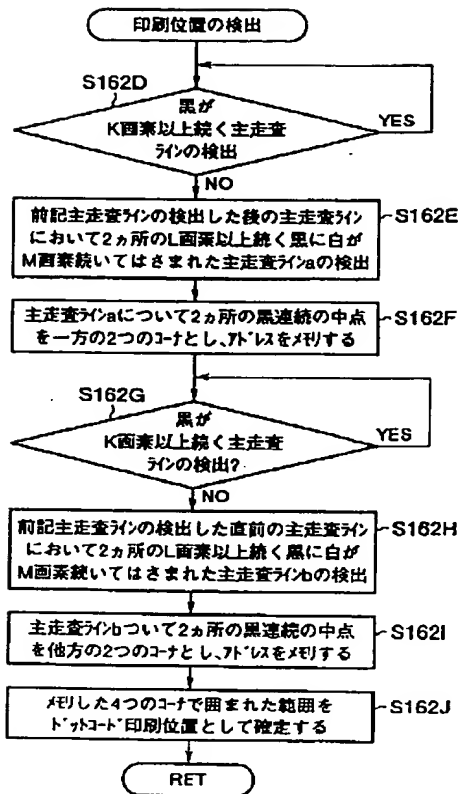 印刷位置の検出
S162D
黒が
K画素以上続く主走査
ラインの検出
YES
NO
前記主走査ラインの検出した後の主走査ライン
において2ヵ所のL画素以上続く黒に白が
M画素続いてはさまれた主走査ラインaの検出
S162E
主走査ラインaについて2ヵ所の黒連続の中点
を一方の2つのコーナとし、アドレスをメモリする
S162F
S162G
黒が
K画素以上続く主走査
ラインの検出?
YES
NO
前記主走査ラインの検出した直前の主走査ライン
において2ヵ所のL画素以上続く黒に白が
M画素続いてはさまれた主走査ラインbの検出
S162H
主走査ラインbついて2ヵ所の黒連続の中点
を他方の2つのコーナとし、アドレスをメモリする
S162I
メモリした4つのコーナで囲まれた範囲を
ドットコード印刷位置として確定する
S162J
RET